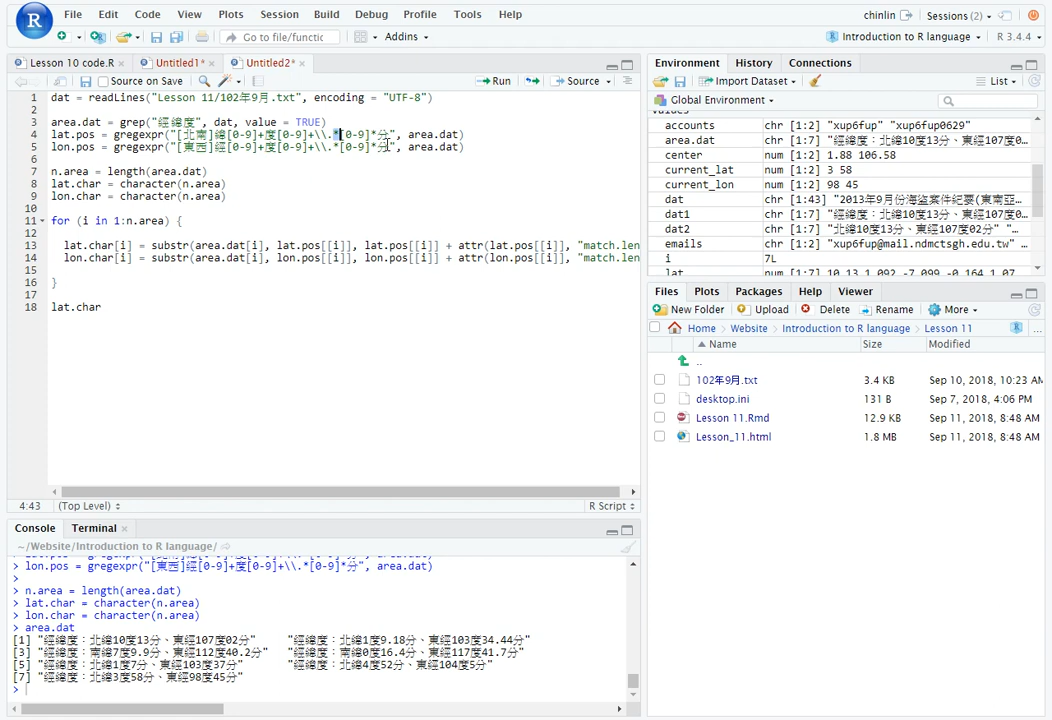 File Edit Code View Plots Session Build Debug Profile Tools Help
chinlin Sessions (2)
Go to file/functic Addins
Introduction to R language R 3.4.4
Lesson 10 code.R Untitled1* Untitled2*
Source on Save Run Source
1 dat = readLines("Lesson 11/102年9月.txt", encoding = "UTF-8")
2
3 area.dat = grep("經緯度", dat, value = TRUE)
4 lat.pos = gregexpr("[北南]緯[0-9]+度[0-9]+\\.*[0-9]*分", area.dat)
5 lon.pos = gregexpr("[東西]經[0-9]+度[0-9]+\\.*[0-9]*分", area.dat)
6
7 n.area = length(area.dat)
8 lat.char = character(n.area)
9 lon.char = character(n.area)
10
11 for (i in 1:n.area) {
12
13 lat.char[i] = substr(area.dat[i], lat.pos[[i]], lat.pos[[i]] + attr(lat.pos[[i]], "match.len
14 lon.char[i] = substr(area.dat[i], lon.pos[[i]], lon.pos[[i]] + attr(lon.pos[[i]], "match.len
15
16 }
17
18 lat.char
4:43 (Top Level) R Script
Console Terminal
~/Website/Introduction to R language/
> lon.pos = gregexpr("[東西]經[0-9]+度[0-9]+\\.*[0-9]*分", area.dat)
>
> n.area = length(area.dat)
> lat.char = character(n.area)
> lon.char = character(n.area)
> area.dat
[1] "經緯度：北緯10度13分、東經107度02分" "經緯度：北緯1度9.18分、東經103度34.44分"
[3] "經緯度：南緯7度9.9分、東經112度40.2分" "經緯度：南緯0度16.4分、東經117度41.7分"
[5] "經緯度：北緯1度7分、東經103度37分" "經緯度：北緯4度52分、東經104度5分"
[7] "經緯度：北緯3度58分、東經98度45分"
>
Environment History Connections
Import Dataset List
Global Environment
values
accounts chr [1:2] "xup6fup" "xup6fup0629"
area.dat chr [1:7] "經緯度：北緯10度13分、東經107度0…
center num [1:2] 1.88 106.58
current_lat num [1:2] 3 58
current_lon num [1:2] 98 45
dat chr [1:43] "2013年9月份海盜案件紀要(東南亞…
dat1 chr [1:7] "經緯度：北緯10度13分、東經107度0…
dat2 chr [1:2] "北緯10度13分、東經107度02分" "…
emails chr [1:2] "xup6fup@mail.ndmctsgh.edu.tw" …
i 7L
lat num [1:7] 10.13 1.092 -7.099 -0.164 1.07
Files Plots Packages Help Viewer
New Folder Upload Delete Rename More
Home Website Introduction to R language Lesson 11 ...
Name Size Modified
..
102年9月.txt 3.4 KB Sep 10, 2018, 10:23 AM
desktop.ini 131 B Sep 7, 2018, 4:06 PM
Lesson 11.Rmd 12.9 KB Sep 11, 2018, 8:48 AM
Lesson_11.html 1.8 MB Sep 11, 2018, 8:48 AM